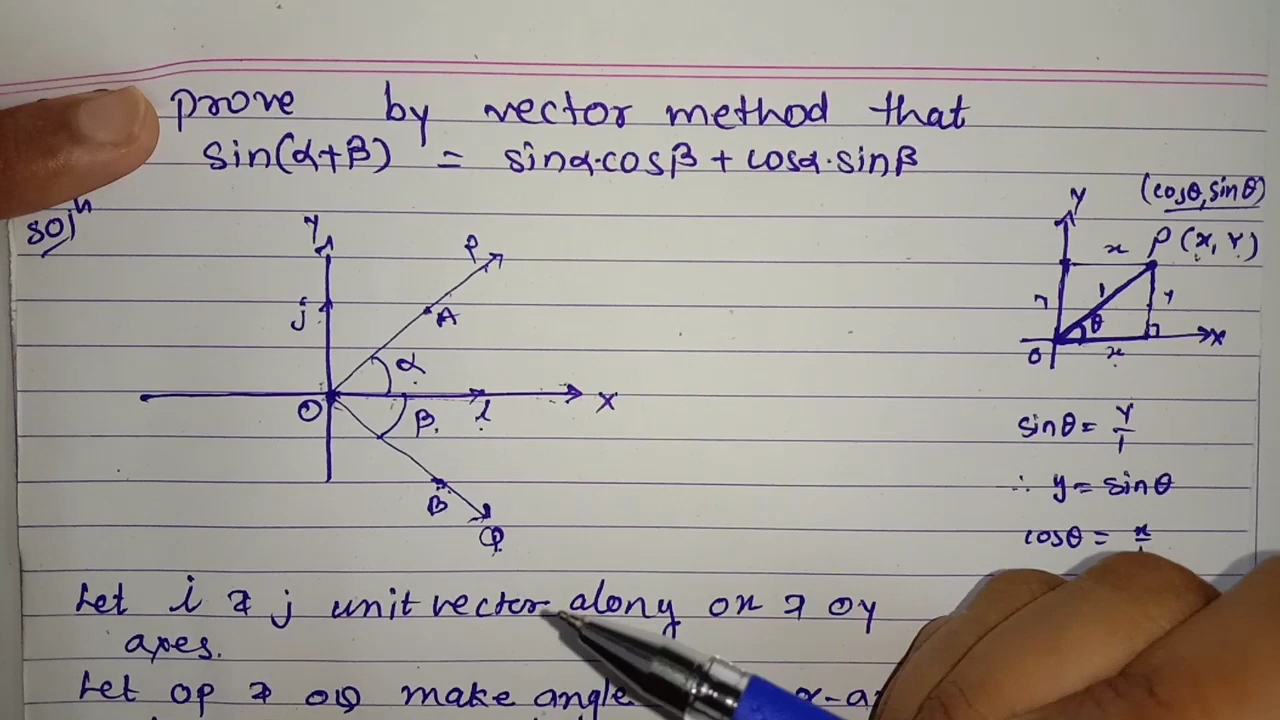 prove by vector method that
sin(α+β) = sinα·cosβ + cosα·sinβ
soln
Y
P
j
A
α
O
β
i
X
B
Q
Y
(cosθ, sinθ)
x
P (x, Y)
Y
1
Y
θ
O
x
X
sinθ = Y/1
∴ y = sinθ
cosθ = x
Let i & j unit vector along ox & oy
axes.
Let op & oQ make angle